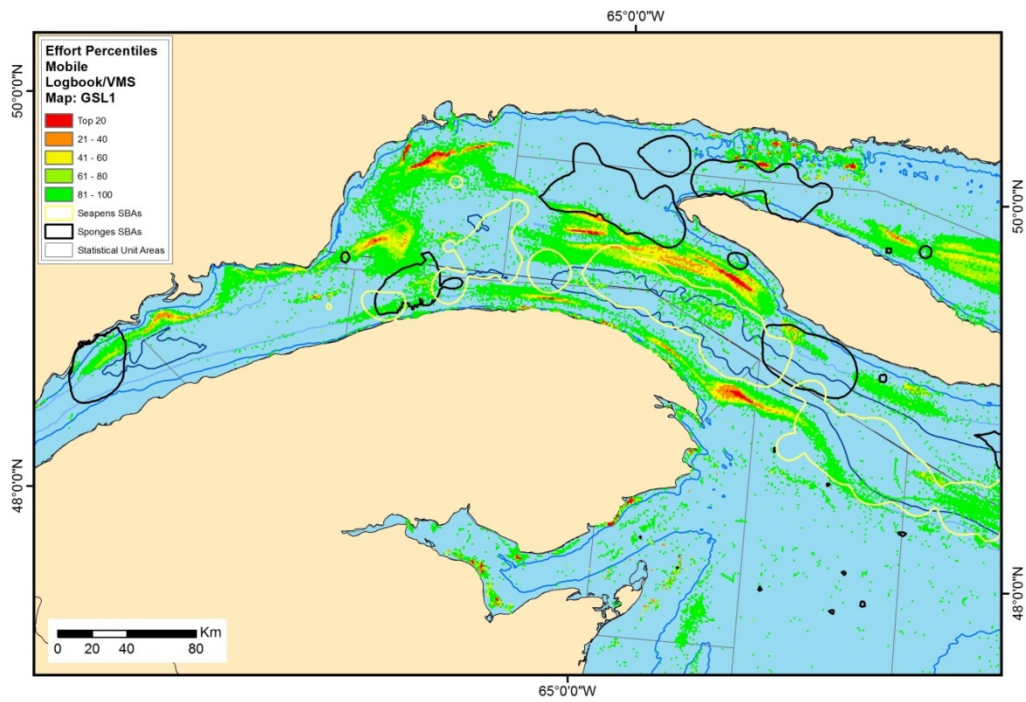 65°0'0"W
Effort Percentiles
Mobile
Logbook/VMS
Map: GSL1
Top 20
21 - 40
41 - 60
61 - 80
81 - 100
Seapens SBAs
Sponges SBAs
Statistical Unit Areas
50°0'0"N
50°0'0"N
48°0'0"N
48°0'0"N
Km
0 20 40 80
65°0'0"W